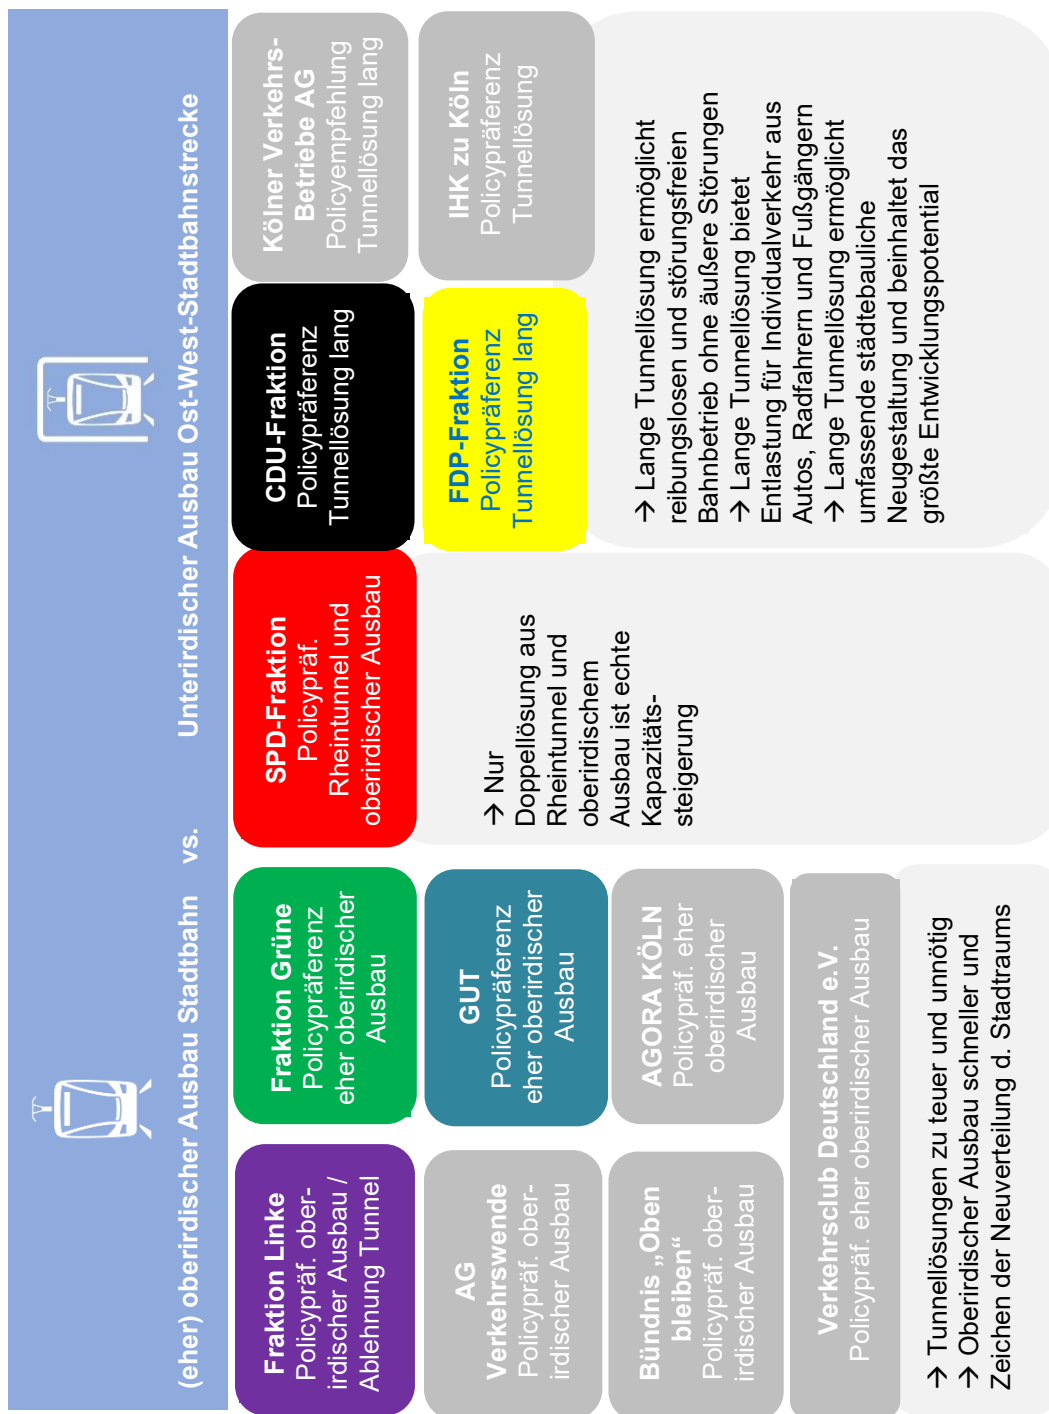 (eher) oberirdischer Ausbau Stadtbahn vs. Unterirdischer Ausbau Ost-West-Stadtbahnstrecke
Fraktion Linke
Policypräf. ober-
irdischer Ausbau /
Ablehnung Tunnel
Fraktion Grüne
Policypräferenz
eher oberirdischer
Ausbau
SPD-Fraktion
Policypräf.
Rheintunnel und
oberirdischer Ausbau
CDU-Fraktion
Policypräferenz
Tunnellösung lang
Kölner Verkehrs-
Betriebe AG
Policyempfehlung
Tunnellösung lang
AG
Verkehrswende
Policypräf. ober-
irdischer Ausbau
GUT
Policypräferenz
eher oberirdischer
Ausbau
FDP-Fraktion
Policypräferenz
Tunnellösung lang
IHK zu Köln
Policypräferenz
Tunnellösung
Bündnis „Oben
bleiben“
Policypräf. ober-
irdischer Ausbau
AGORA KÖLN
Policypräf. eher
oberirdischer
Ausbau
Verkehrsclub Deutschland e.V.
Policypräf. eher oberirdischer Ausbau
→ Tunnellösungen zu teuer und unnötig
→ Oberirdischer Ausbau schneller und
Zeichen der Neuverteilung d. Stadtraums
→ Nur
Doppellösung aus
Rheintunnel und
oberirdischem
Ausbau ist echte
Kapazitäts-
steigerung
→ Lange Tunnellösung ermöglicht
reibungslosen und störungsfreien
Bahnbetrieb ohne äußere Störungen
→ Lange Tunnellösung bietet
Entlastung für Individualverkehr aus
Autos, Radfahrern und Fußgängern
→ Lange Tunnellösung ermöglicht
umfassende städtebauliche
Neugestaltung und beinhaltet das
größte Entwicklungspotential